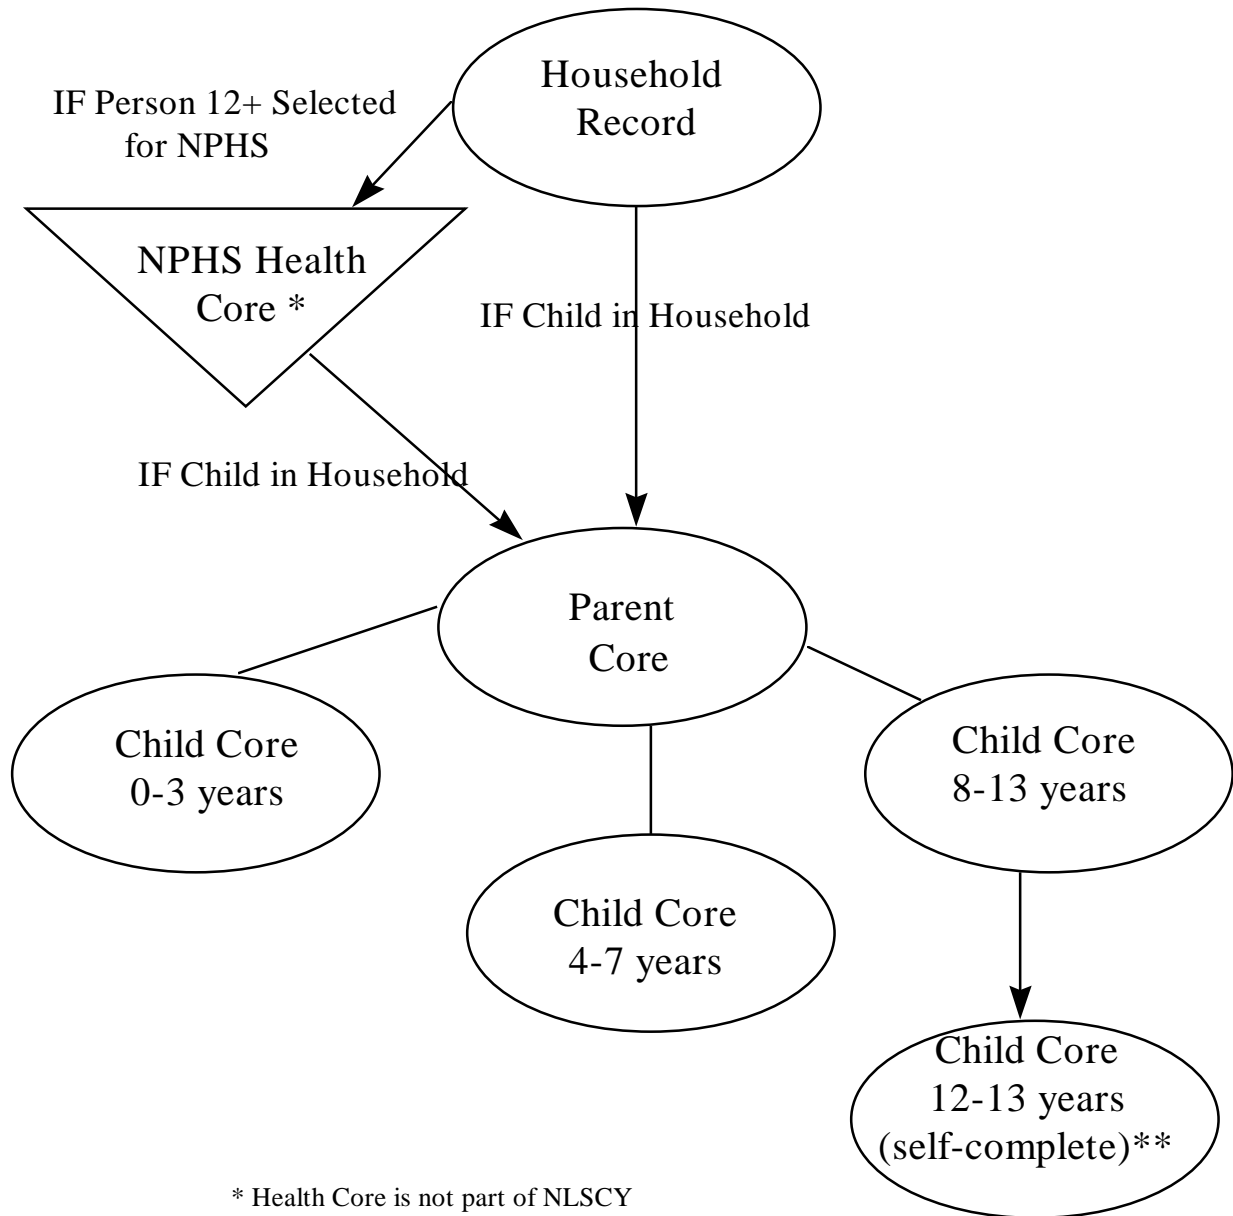 Household
Record
IF Person 12+ Selected
for NPHS
NPHS Health
Core *
IF Child in Household
IF Child in Household
Parent
Core
Child Core
0-3 years
Child Core
8-13 years
Child Core
4-7 years
Child Core
12-13 years
(self-complete)**
* Health Core is not part of NLSCY